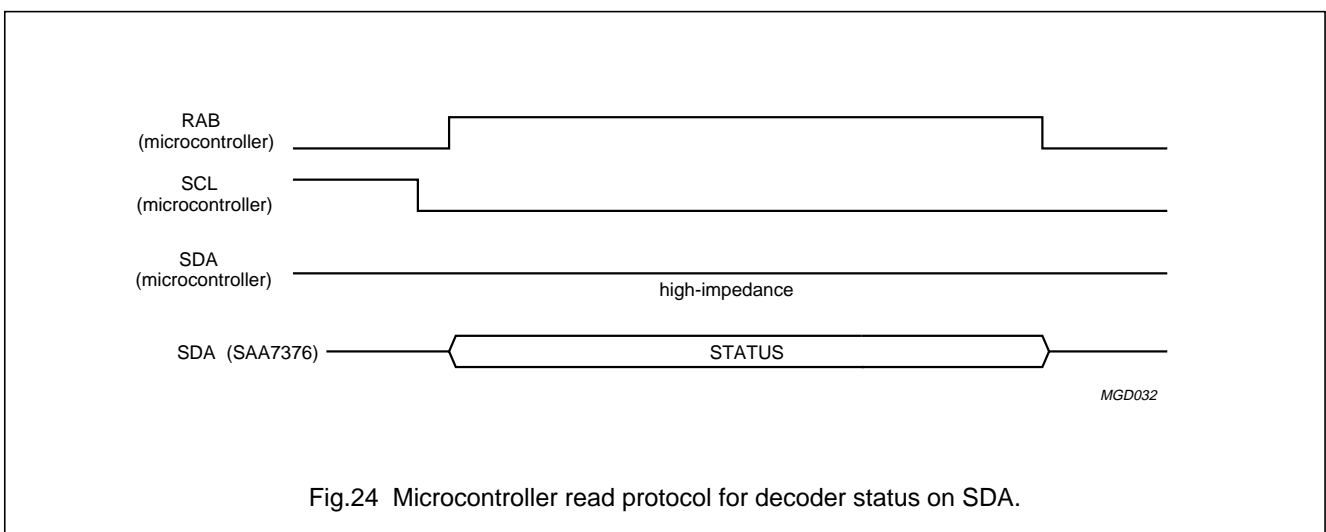 RAB
(microcontroller)
SCL
(microcontroller)
SDA
(microcontroller)
high-impedance
SDA (SAA7376)
STATUS
MGD032
Fig.24 Microcontroller read protocol for decoder status on SDA.